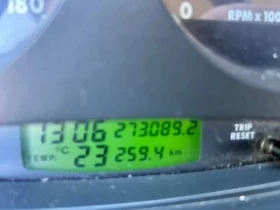 180
0
RPM x 100
13 06 273089.2
TRIP
RESET
°C
TEMP. 23 259.4 km